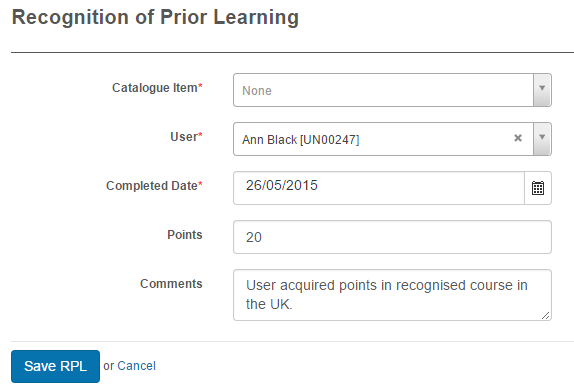 Recognition of Prior Learning
Catalogue Item* None
User* Ann Black [UN00247]
Completed Date* 26/05/2015
Points 20
Comments User acquired points in recognised course in
the UK.
Save RPL or Cancel